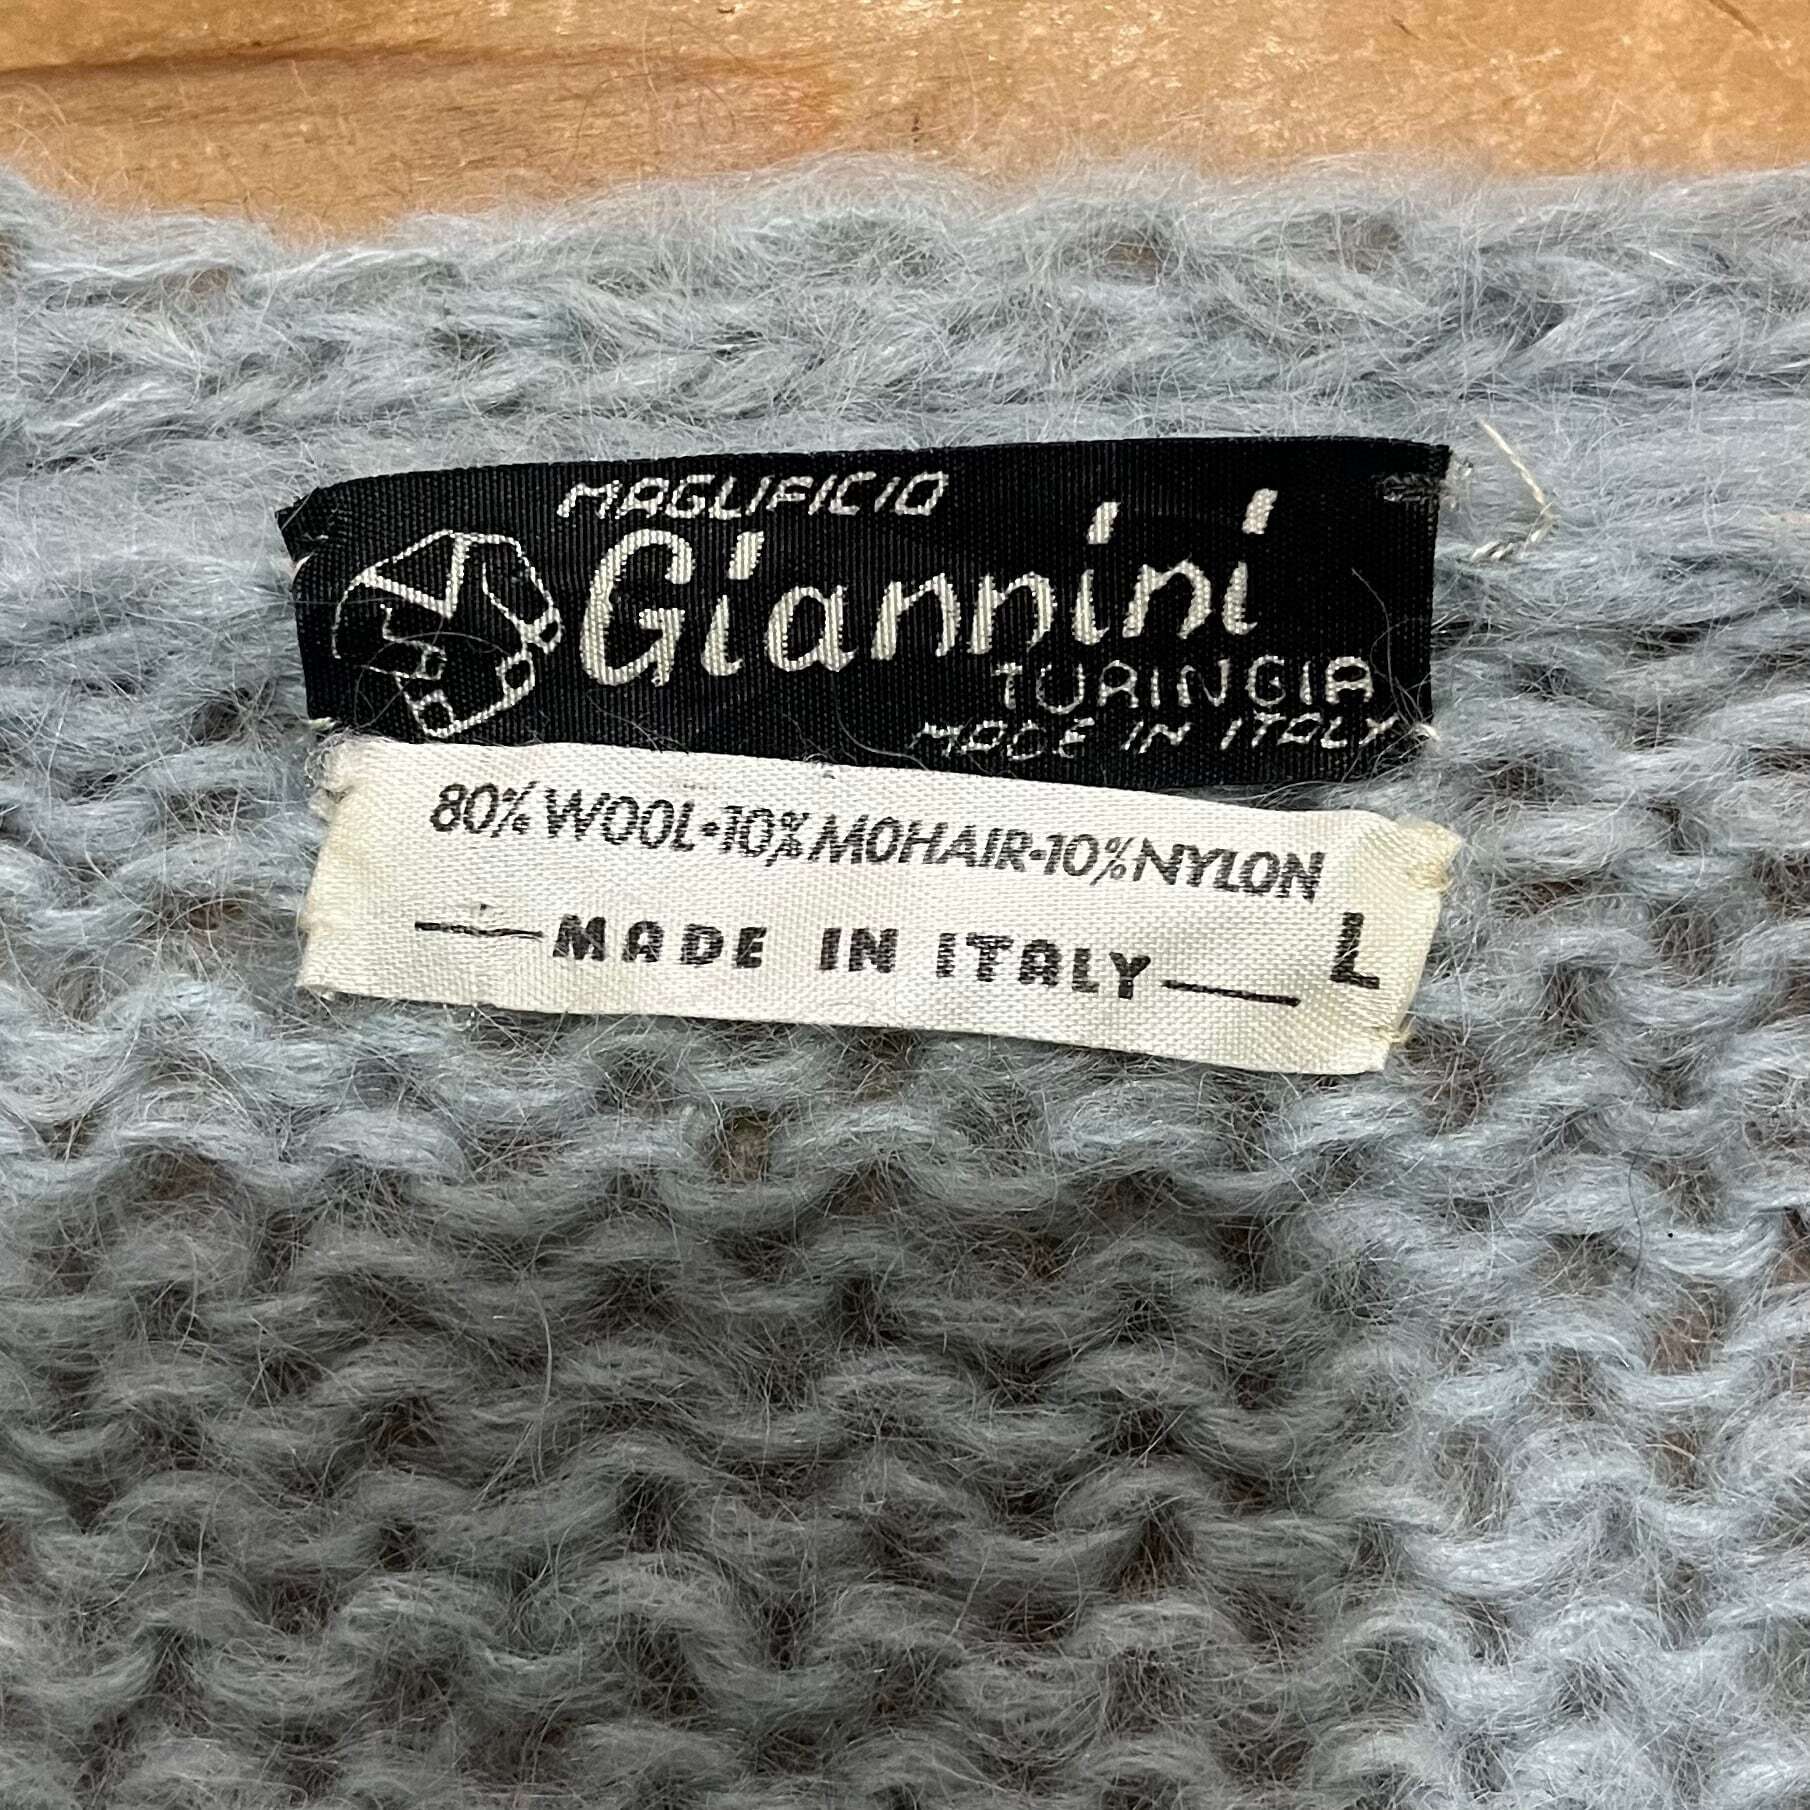 MAGLIFICIO
Giannini
TURINGIA
MADE IN ITALY
80% WOOL·10% MOHAIR·10% NYLON
— MADE IN ITALY — L